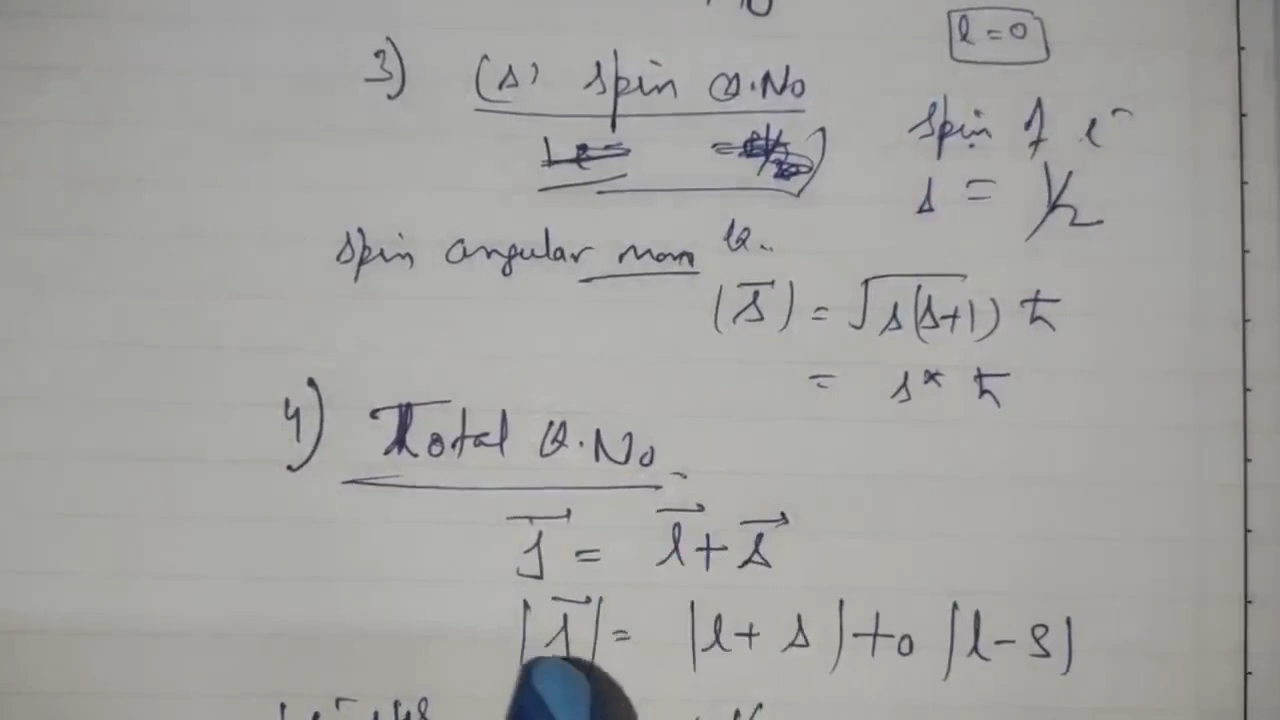 l = 0
3) (s) spin Q.No
spin of e⁻
s = 1/2
spin angular mom
(s⃗) = √s(s+1) ħ
= s* ħ
4) Total Q.No.
j⃗ = l⃗ + s⃗
|j⃗| = |l + s| to |l - s|